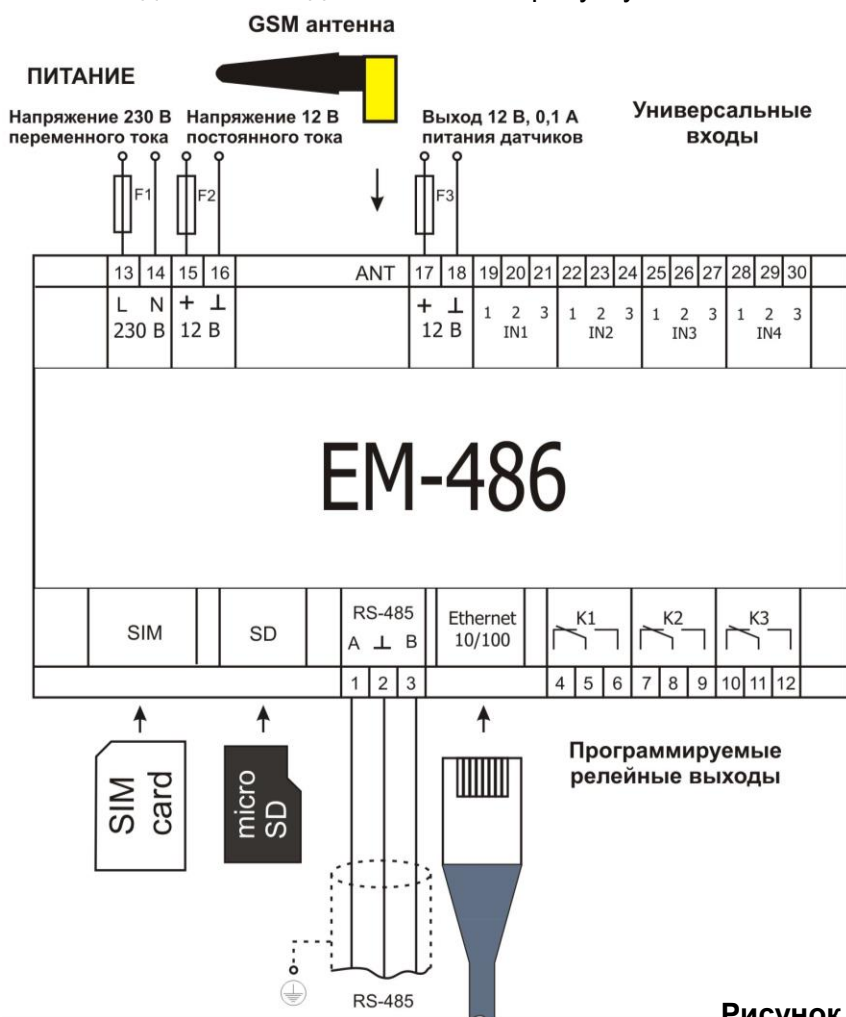 GSM антенна
ПИТАНИЕ
Напряжение 230 В
переменного тока
Напряжение 12 В
постоянного тока
Выход 12 В, 0,1 А
питания датчиков
Универсальные
входы
F1
F2
F3
13 14 15 16 ANT 17 18 19 20 21 22 23 24 25 26 27 28 29 30
L N
230 В
+ ⊥
12 В
+ ⊥
12 В
1 2 3
IN1
1 2 3
IN2
1 2 3
IN3
1 2 3
IN4
EM-486
SIM
SD
RS-485
A ⊥ B
Ethernet
10/100
K1
K2
K3
1 2 3 4 5 6 7 8 9 10 11 12
SIM
card
micro
SD
Программируемые
релейные выходы
RS-485
Рисунок